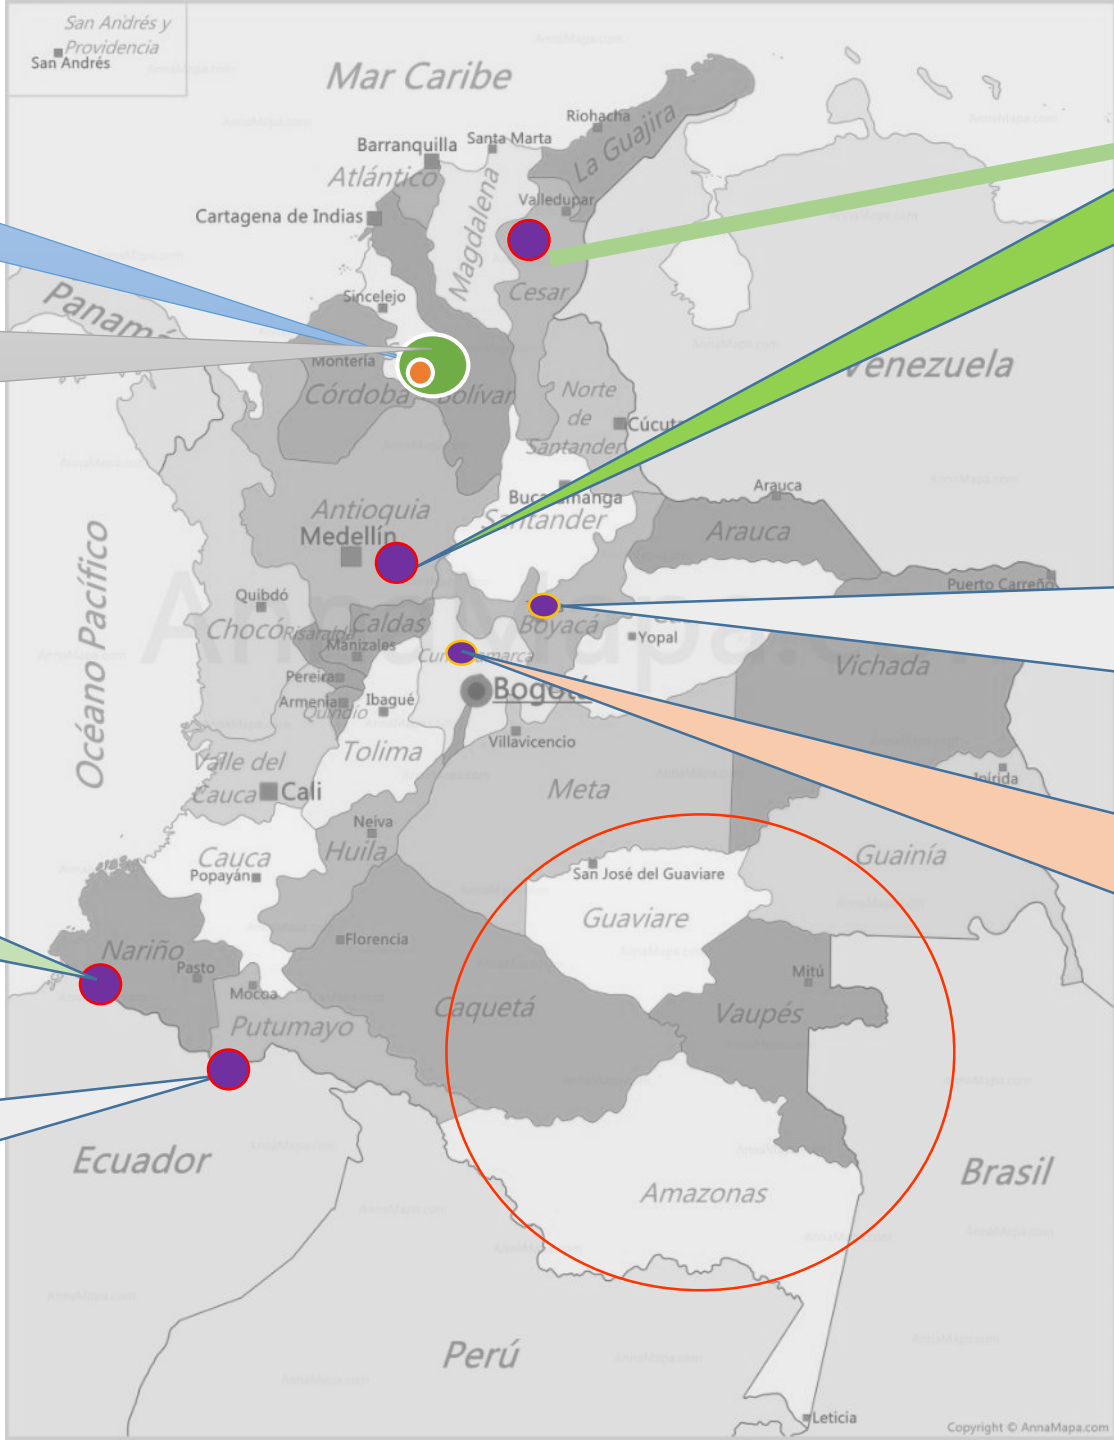 San Andrés y
Providencia
San Andrés
Mar Caribe
Riohacha
Santa Marta
Barranquilla
La Guajira
Atlántico
Magdalena
Valledupar
Cartagena de Indias
Cesar
Sincelejo
Panamá
Montería
Venezuela
Córdoba
Bolívar
Norte
de
Santander
Cúcuta
Arauca
Bucaramanga
Santander
Antioquia
Medellín
Arauca
Océano Pacífico
Puerto Carreño
Quibdó
Chocó
Risaralda
Caldas
Boyacá
Yopal
Manizales
Cundinamarca
Vichada
Pereira
Bogotá
Armenia
Quindío
Ibagué
Villavicencio
Tolima
Valle del
Cauca
Cali
Meta
Inírida
Neiva
Huila
Cauca
Popayán
Guainía
San José del Guaviare
Guaviare
Nariño
Pasto
Florencia
Mitú
Mocoa
Caquetá
Vaupés
Putumayo
Ecuador
Brasil
Amazonas
Perú
Leticia
Copyright © AnnaMapa.com